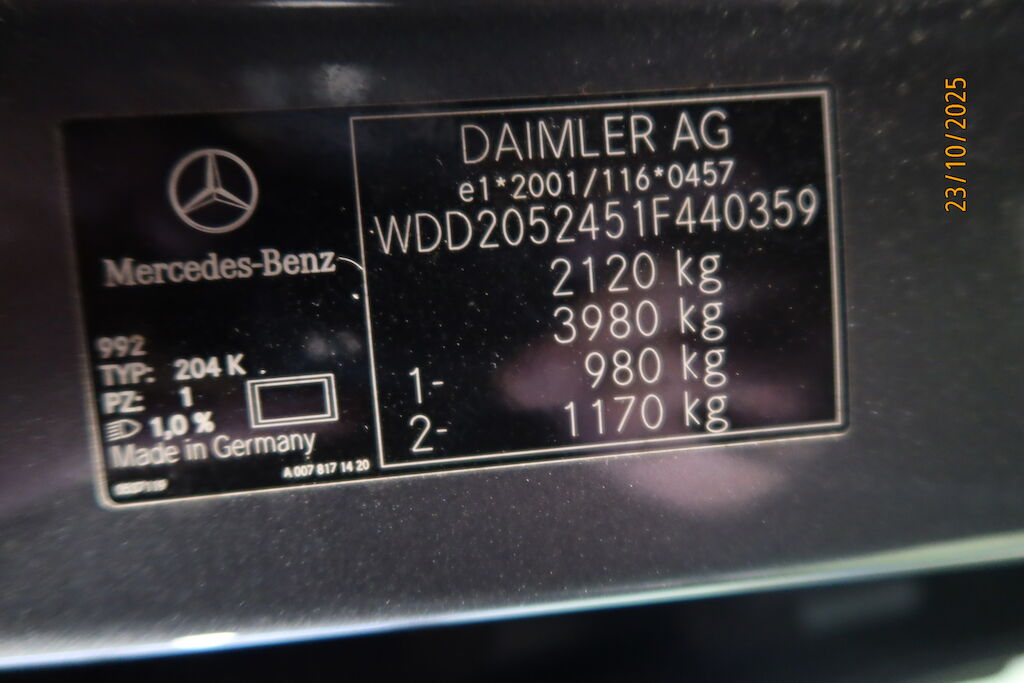 Mercedes-Benz
992
TYP: 204 K
PZ: 1
1,0 %
Made in Germany
A 007 817 14 20
DAIMLER AG
e1*2001/116*0457
WDD2052451F440359
2120 kg
3980 kg
1- 980 kg
2- 1170 kg
23/10/2025